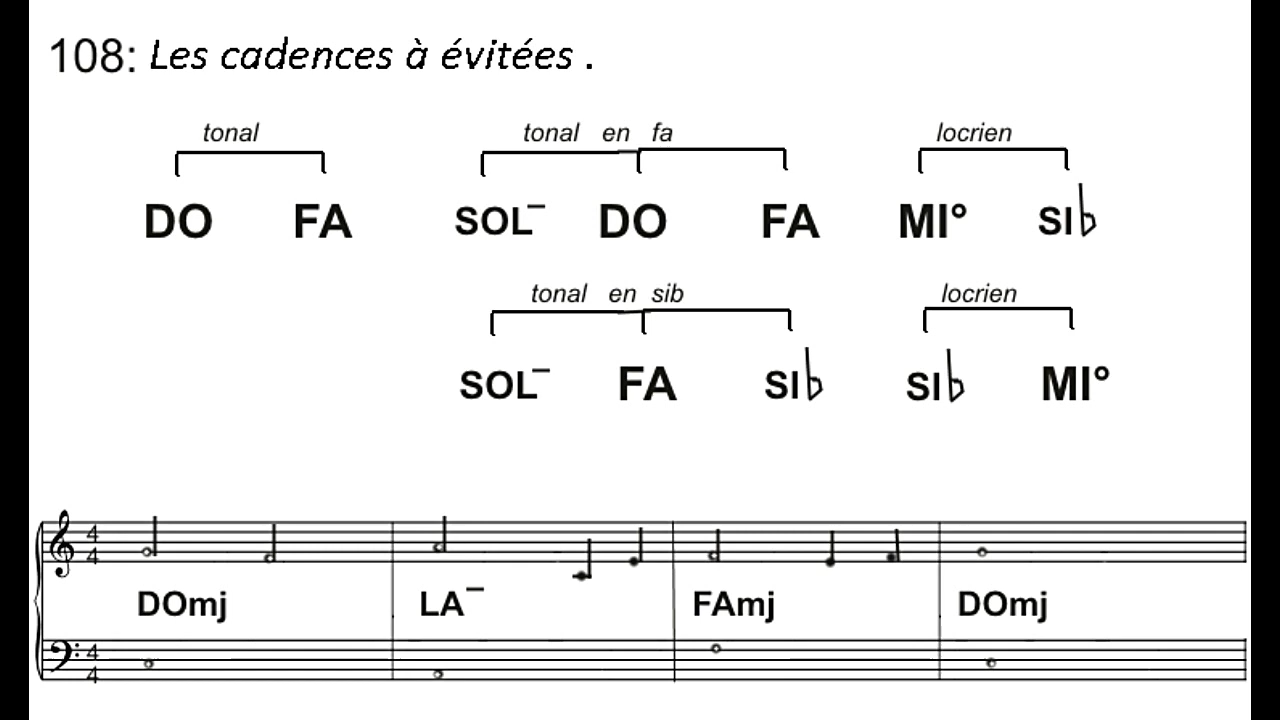 108: Les cadences à évitées .
tonal tonal en fa locrien
DO FA SOL– DO FA MI° SI♭
tonal en sib locrien
SOL– FA SI♭ SI♭ MI°
4 4
DOmj LA– FAmj DOmj
4 4